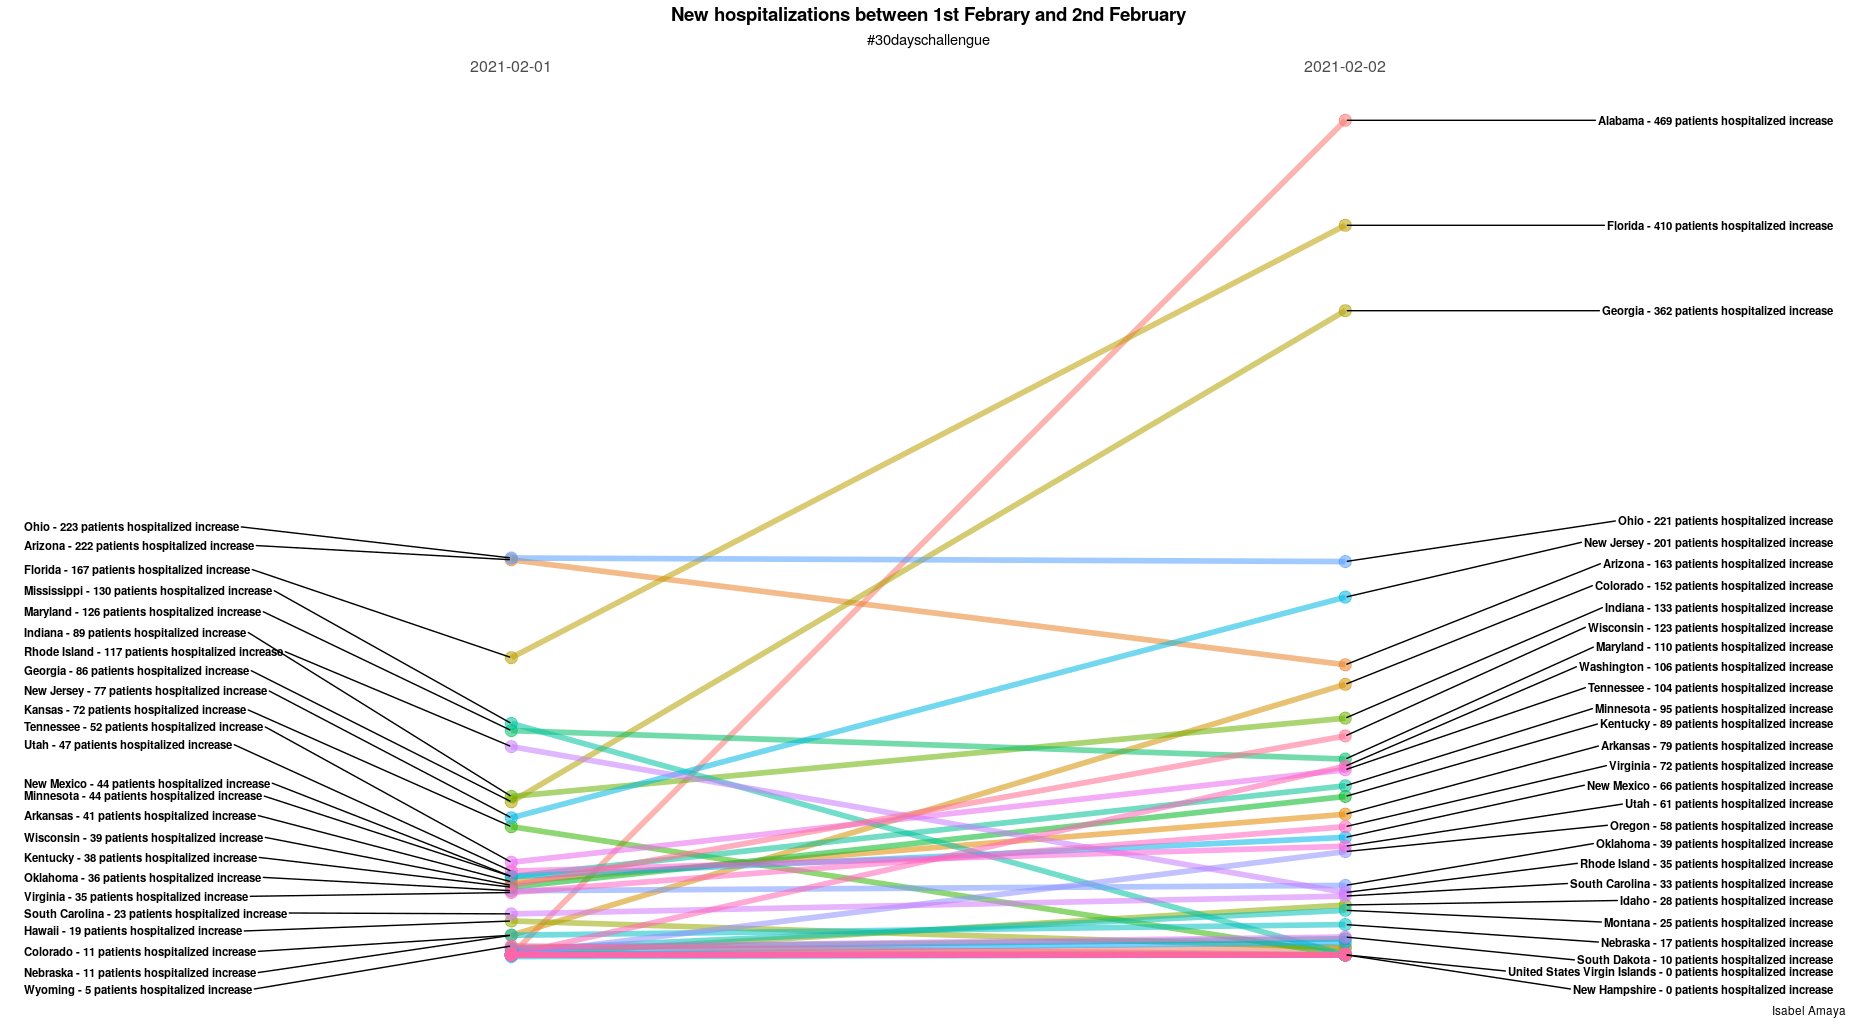 New hospitalizations between 1st Febrary and 2nd February
#30dayschallengue
2021-02-01
2021-02-02
Ohio - 223 patients hospitalized increase
Arizona - 222 patients hospitalized increase
Florida - 167 patients hospitalized increase
Mississippi - 130 patients hospitalized increase
Maryland - 126 patients hospitalized increase
Indiana - 89 patients hospitalized increase
Rhode Island - 117 patients hospitalized increase
Georgia - 86 patients hospitalized increase
New Jersey - 77 patients hospitalized increase
Kansas - 72 patients hospitalized increase
Tennessee - 52 patients hospitalized increase
Utah - 47 patients hospitalized increase
New Mexico - 44 patients hospitalized increase
Minnesota - 44 patients hospitalized increase
Arkansas - 41 patients hospitalized increase
Wisconsin - 39 patients hospitalized increase
Kentucky - 38 patients hospitalized increase
Oklahoma - 36 patients hospitalized increase
Virginia - 35 patients hospitalized increase
South Carolina - 23 patients hospitalized increase
Hawaii - 19 patients hospitalized increase
Colorado - 11 patients hospitalized increase
Nebraska - 11 patients hospitalized increase
Wyoming - 5 patients hospitalized increase
Alabama - 469 patients hospitalized increase
Florida - 410 patients hospitalized increase
Georgia - 362 patients hospitalized increase
Ohio - 221 patients hospitalized increase
New Jersey - 201 patients hospitalized increase
Arizona - 163 patients hospitalized increase
Colorado - 152 patients hospitalized increase
Indiana - 133 patients hospitalized increase
Wisconsin - 123 patients hospitalized increase
Maryland - 110 patients hospitalized increase
Washington - 106 patients hospitalized increase
Tennessee - 104 patients hospitalized increase
Minnesota - 95 patients hospitalized increase
Kentucky - 89 patients hospitalized increase
Arkansas - 79 patients hospitalized increase
Virginia - 72 patients hospitalized increase
New Mexico - 66 patients hospitalized increase
Utah - 61 patients hospitalized increase
Oregon - 58 patients hospitalized increase
Oklahoma - 39 patients hospitalized increase
Rhode Island - 35 patients hospitalized increase
South Carolina - 33 patients hospitalized increase
Idaho - 28 patients hospitalized increase
Montana - 25 patients hospitalized increase
Nebraska - 17 patients hospitalized increase
South Dakota - 10 patients hospitalized increase
United States Virgin Islands - 0 patients hospitalized increase
New Hampshire - 0 patients hospitalized increase
Isabel Amaya